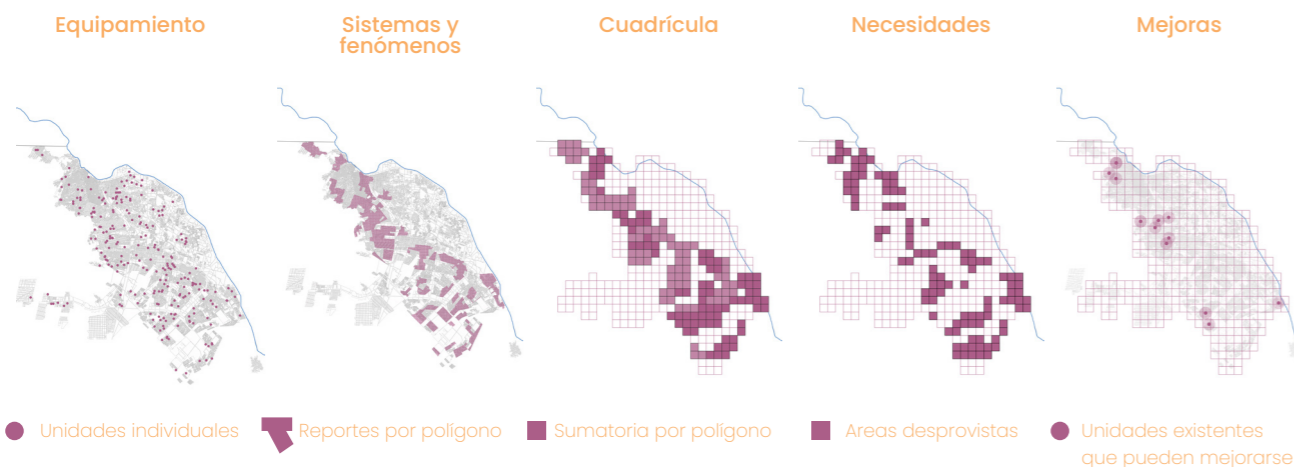 Equipamiento
Sistemas y
fenómenos
Cuadrícula
Necesidades
Mejoras
Unidades individuales
Reportes por polígono
Sumatoria por polígono
Areas desprovistas
Unidades existentes
que pueden mejorarse